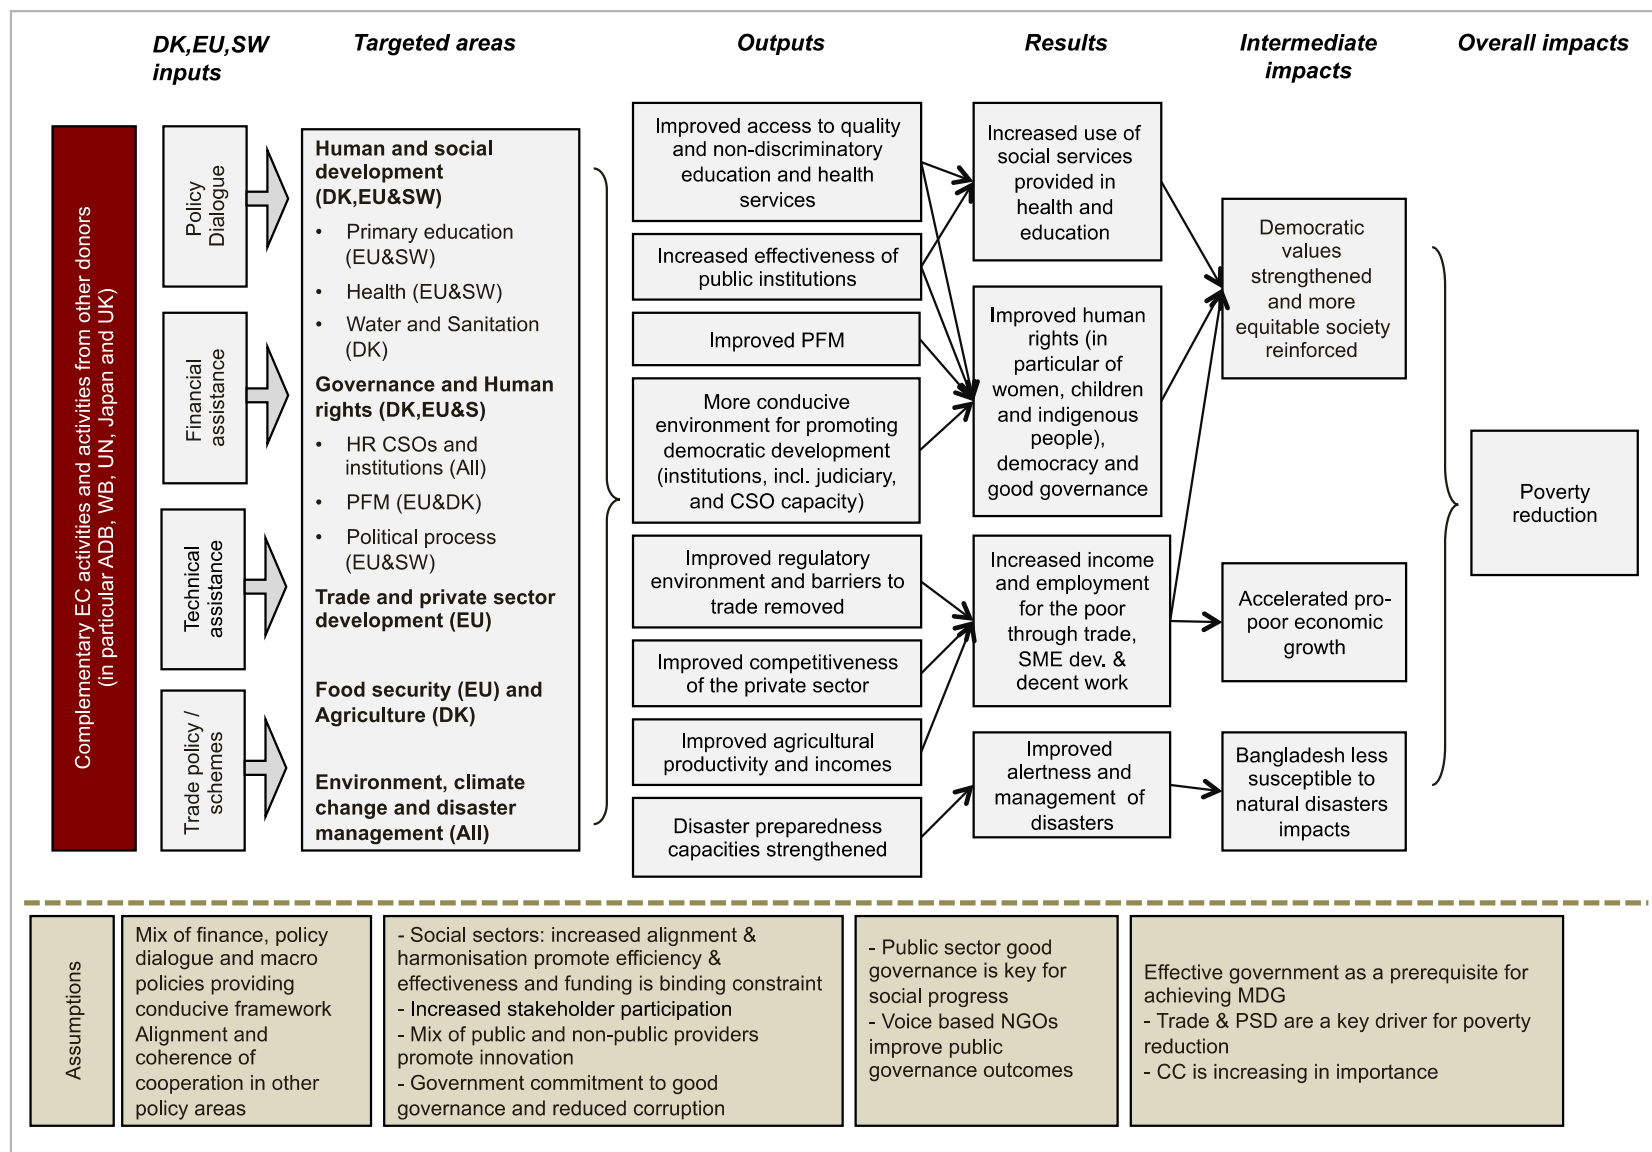 DK,EU,SW
inputs
Targeted areas
Outputs
Results
Intermediate
impacts
Overall impacts
Complementary EC activities and activities from other donors
(in particular ADB, WB, UN, Japan and UK)
Policy
Dialogue
Financial
assistance
Technical
assistance
Trade policy /
schemes
Human and social
development
(DK,EU&SW)
• Primary education
(EU&SW)
• Health (EU&SW)
• Water and Sanitation
(DK)
Governance and Human
rights (DK,EU&S)
• HR CSOs and
institutions (All)
• PFM (EU&DK)
• Political process
(EU&SW)
Trade and private sector
development (EU)
Food security (EU) and
Agriculture (DK)
Environment, climate
change and disaster
management (All)
Improved access to quality
and non-discriminatory
education and health
services
Increased effectiveness of
public institutions
Improved PFM
More conducive
environment for promoting
democratic development
(institutions, incl. judiciary,
and CSO capacity)
Improved regulatory
environment and barriers to
trade removed
Improved competitiveness
of the private sector
Improved agricultural
productivity and incomes
Disaster preparedness
capacities strengthened
Increased use of
social services
provided in
health and
education
Improved human
rights (in
particular of
women, children
and indigenous
people),
democracy and
good governance
Increased income
and employment
for the poor
through trade,
SME dev. &
decent work
Improved
alertness and
management of
disasters
Democratic
values
strengthened
and more
equitable society
reinforced
Accelerated pro-
poor economic
growth
Bangladesh less
susceptible to
natural disasters
impacts
Poverty
reduction
Assumptions
Mix of finance, policy
dialogue and macro
policies providing
conducive framework
Alignment and
coherence of
cooperation in other
policy areas
- Social sectors: increased alignment &
harmonisation promote efficiency &
effectiveness and funding is binding constraint
- Increased stakeholder participation
- Mix of public and non-public providers
promote innovation
- Government commitment to good
governance and reduced corruption
- Public sector good
governance is key for
social progress
- Voice based NGOs
improve public
governance outcomes
Effective government as a prerequisite for
achieving MDG
- Trade & PSD are a key driver for poverty
reduction
- CC is increasing in importance